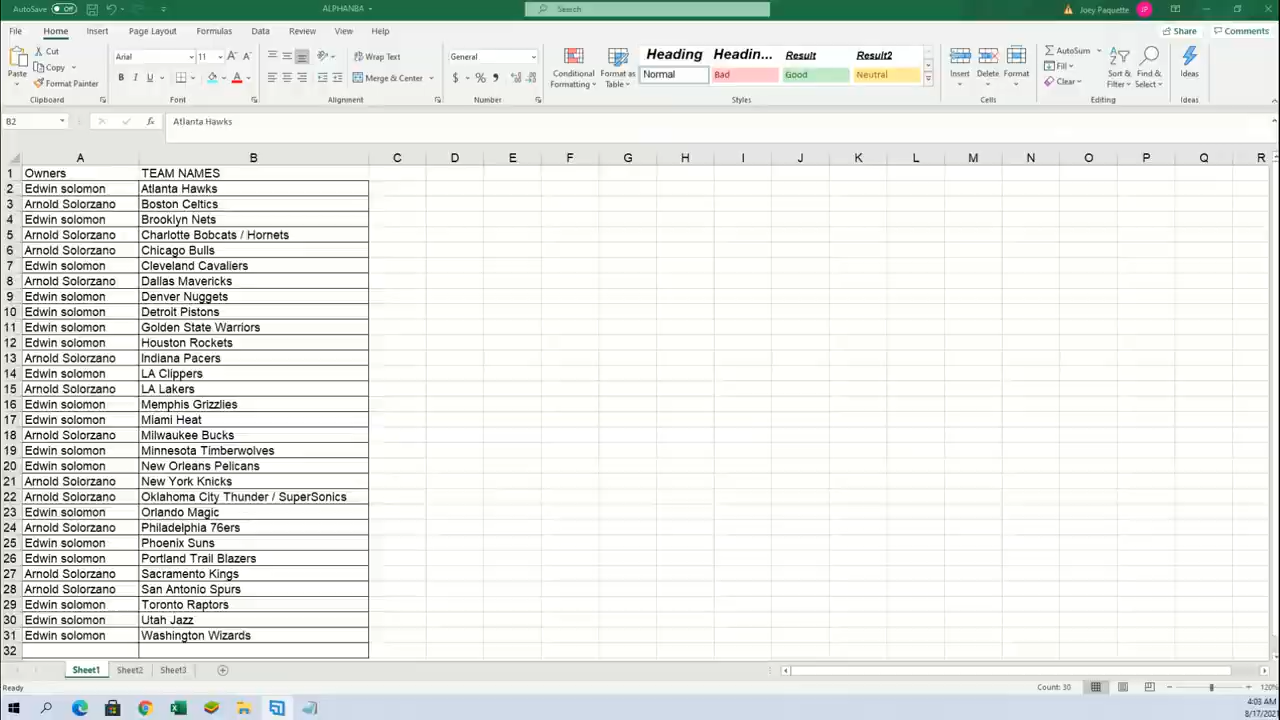 AutoSave Off ALPHANBA Search Joey Paquette JP
File Home Insert Page Layout Formulas Data Review View Help Share Comments
Paste Cut Copy Format Painter
Clipboard
Arial 11
B I U
Font
Wrap Text
Merge & Center
Alignment
General
$ % ,
Number
Conditional Formatting Format as Table
Heading Headin... Result Result2
Normal Bad Good Neutral
Styles
Insert Delete Format
Cells
AutoSum
Fill
Clear
Sort & Filter Find & Select
Editing
Ideas
Ideas
B2 fx Atlanta Hawks
A B C D E F G H I J K L M N O P Q R
1 Owners TEAM NAMES
2 Edwin solomon Atlanta Hawks
3 Arnold Solorzano Boston Celtics
4 Edwin solomon Brooklyn Nets
5 Arnold Solorzano Charlotte Bobcats / Hornets
6 Arnold Solorzano Chicago Bulls
7 Edwin solomon Cleveland Cavaliers
8 Arnold Solorzano Dallas Mavericks
9 Edwin solomon Denver Nuggets
10 Edwin solomon Detroit Pistons
11 Edwin solomon Golden State Warriors
12 Edwin solomon Houston Rockets
13 Arnold Solorzano Indiana Pacers
14 Edwin solomon LA Clippers
15 Arnold Solorzano LA Lakers
16 Edwin solomon Memphis Grizzlies
17 Edwin solomon Miami Heat
18 Arnold Solorzano Milwaukee Bucks
19 Edwin solomon Minnesota Timberwolves
20 Edwin solomon New Orleans Pelicans
21 Arnold Solorzano New York Knicks
22 Arnold Solorzano Oklahoma City Thunder / SuperSonics
23 Edwin solomon Orlando Magic
24 Arnold Solorzano Philadelphia 76ers
25 Edwin solomon Phoenix Suns
26 Edwin solomon Portland Trail Blazers
27 Arnold Solorzano Sacramento Kings
28 Arnold Solorzano San Antonio Spurs
29 Edwin solomon Toronto Raptors
30 Edwin solomon Utah Jazz
31 Edwin solomon Washington Wizards
32
Sheet1 Sheet2 Sheet3
Ready Count: 30 120%
4:03 AM